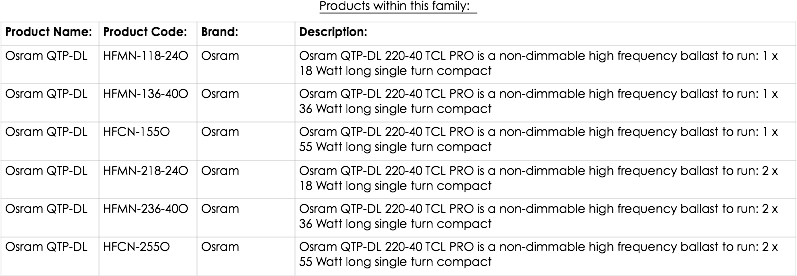 Products within this family:
Product Name: Product Code: Brand: Description:
Osram QTP-DL HFMN-118-24O Osram Osram QTP-DL 220-40 TCL PRO is a non-dimmable high frequency ballast to run: 1 x
18 Watt long single turn compact
Osram QTP-DL HFMN-136-40O Osram Osram QTP-DL 220-40 TCL PRO is a non-dimmable high frequency ballast to run: 1 x
36 Watt long single turn compact
Osram QTP-DL HFCN-155O Osram Osram QTP-DL 220-40 TCL PRO is a non-dimmable high frequency ballast to run: 1 x
55 Watt long single turn compact
Osram QTP-DL HFMN-218-24O Osram Osram QTP-DL 220-40 TCL PRO is a non-dimmable high frequency ballast to run: 2 x
18 Watt long single turn compact
Osram QTP-DL HFMN-236-40O Osram Osram QTP-DL 220-40 TCL PRO is a non-dimmable high frequency ballast to run: 2 x
36 Watt long single turn compact
Osram QTP-DL HFCN-255O Osram Osram QTP-DL 220-40 TCL PRO is a non-dimmable high frequency ballast to run: 2 x
55 Watt long single turn compact